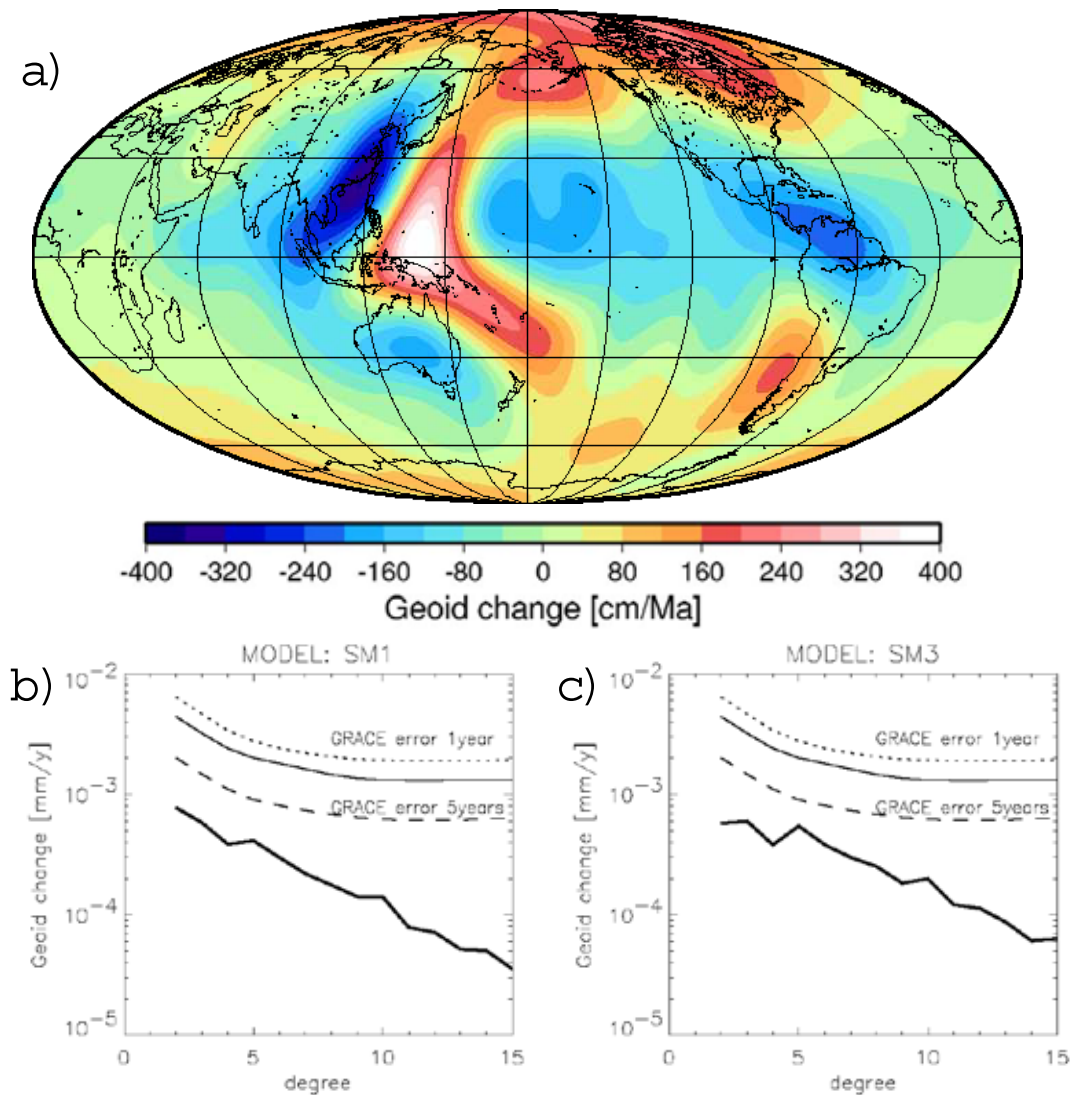 a)
-400 -320 -240 -160 -80 0 80 160 240 320 400
Geoid change [cm/Ma]
b)
MODEL: SM1
10-2
10-3
10-4
10-5
Geoid change [mm/y]
GRACE error 1year
GRACE error 5years
0 5 10 15
degree
c)
MODEL: SM3
10-2
10-3
10-4
10-5
Geoid change [mm/y]
GRACE error 1year
GRACE error 5years
0 5 10 15
degree